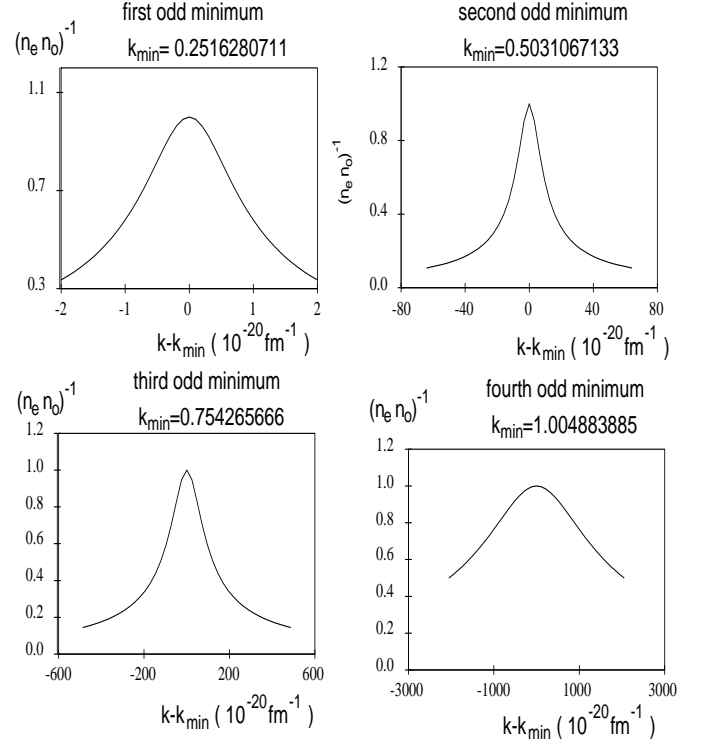 first odd minimum
(n_e n_o)^-1
k_min= 0.2516280711
1.1
0.7
0.3
-2 -1 0 1 2
k-k_min ( 10^-20 fm^-1 )
second odd minimum
k_min=0.5031067133
1.2
0.8
(n_e n_o)^-1
0.4
0.0
-80 -40 0 40 80
k-k_min ( 10^-20 fm^-1 )
third odd minimum
(n_e n_o)^-1
k_min=0.754265666
1.2
1.0
0.8
0.6
0.4
0.2
0.0
-600 -200 200 600
k-k_min ( 10^-20 fm^-1 )
fourth odd minimum
(n_e n_o)^-1
k_min=1.004883885
1.2
1.0
0.8
0.6
0.4
0.2
0.0
-3000 -1000 1000 3000
k-k_min ( 10^-20 fm^-1 )